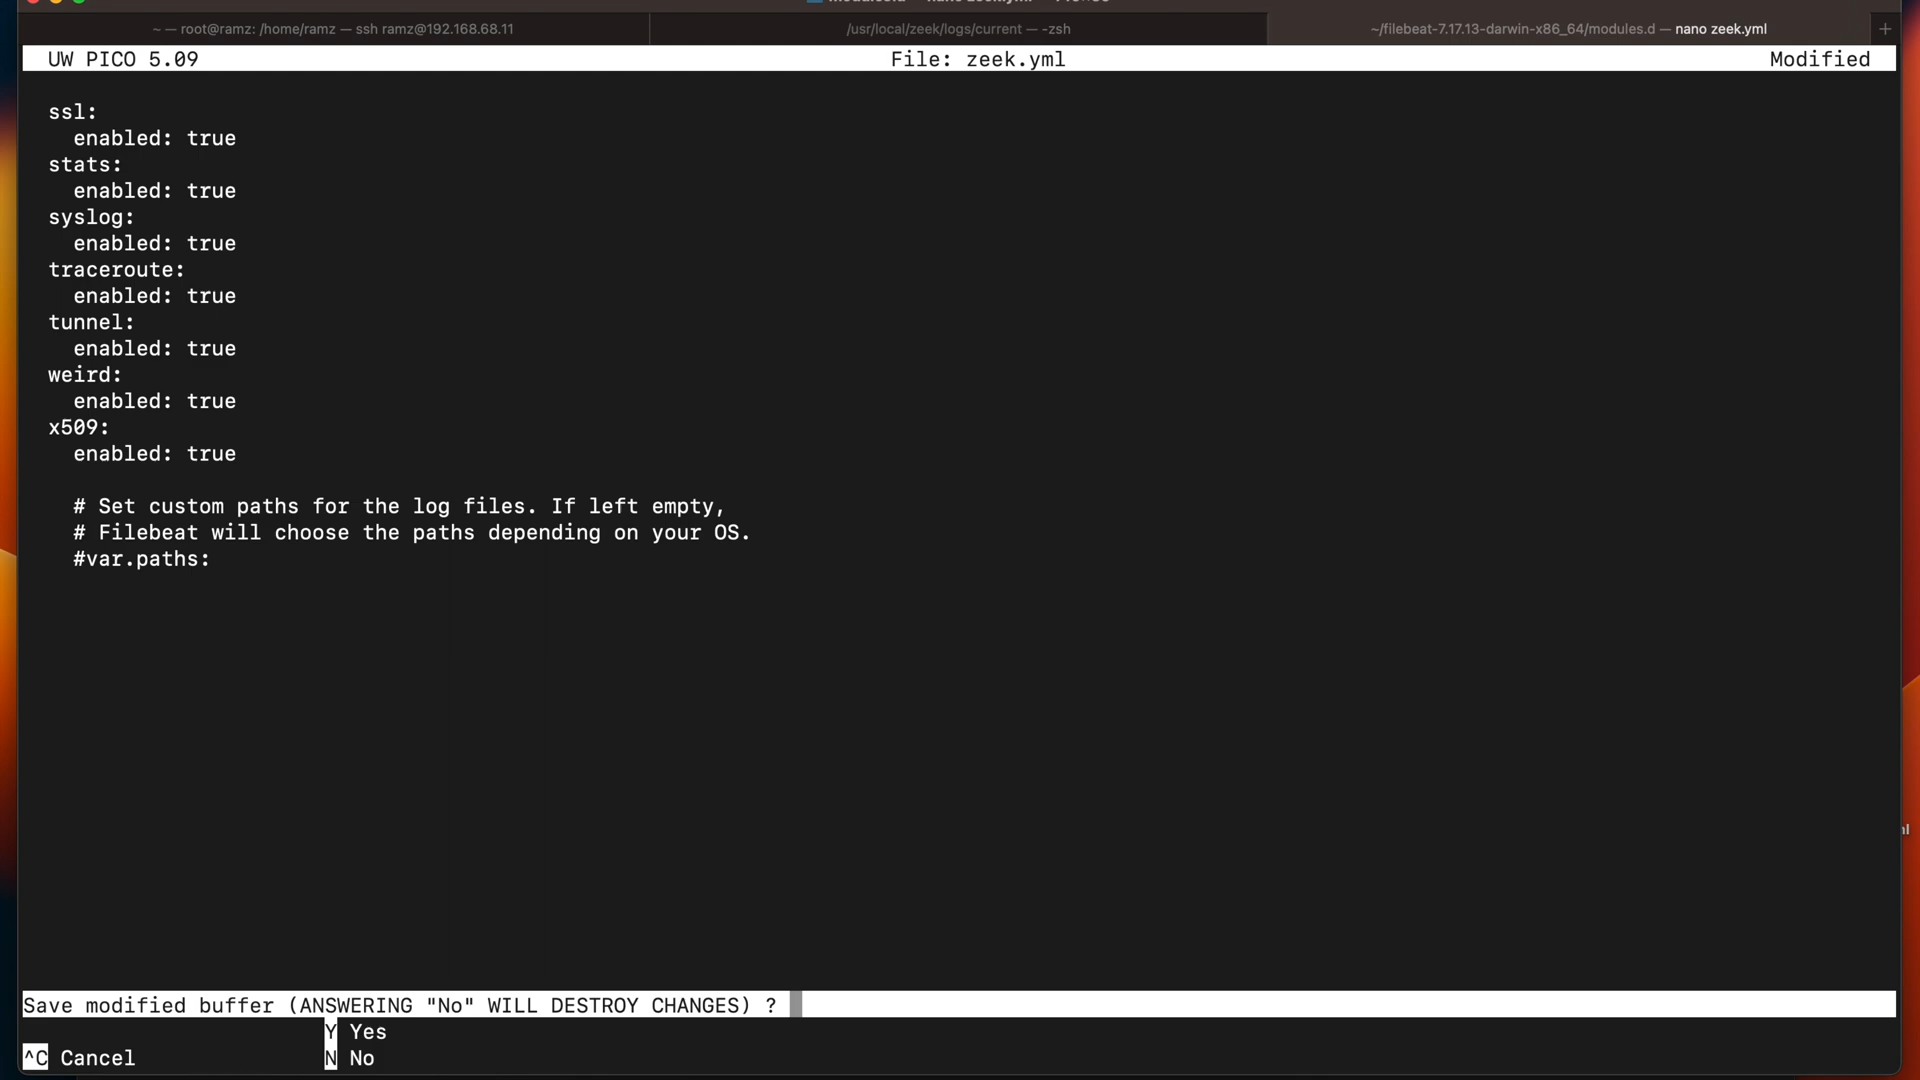 ~ — root@ramz: /home/ramz — ssh ramz@192.168.68.11
/usr/local/zeek/logs/current — -zsh
~/filebeat-7.17.13-darwin-x86_64/modules.d — nano zeek.yml
+
UW PICO 5.09 File: zeek.yml Modified
ssl:
enabled: true
stats:
enabled: true
syslog:
enabled: true
traceroute:
enabled: true
tunnel:
enabled: true
weird:
enabled: true
x509:
enabled: true
# Set custom paths for the log files. If left empty,
# Filebeat will choose the paths depending on your OS.
#var.paths:
Save modified buffer (ANSWERING "No" WILL DESTROY CHANGES) ?
Y Yes
^C Cancel N No